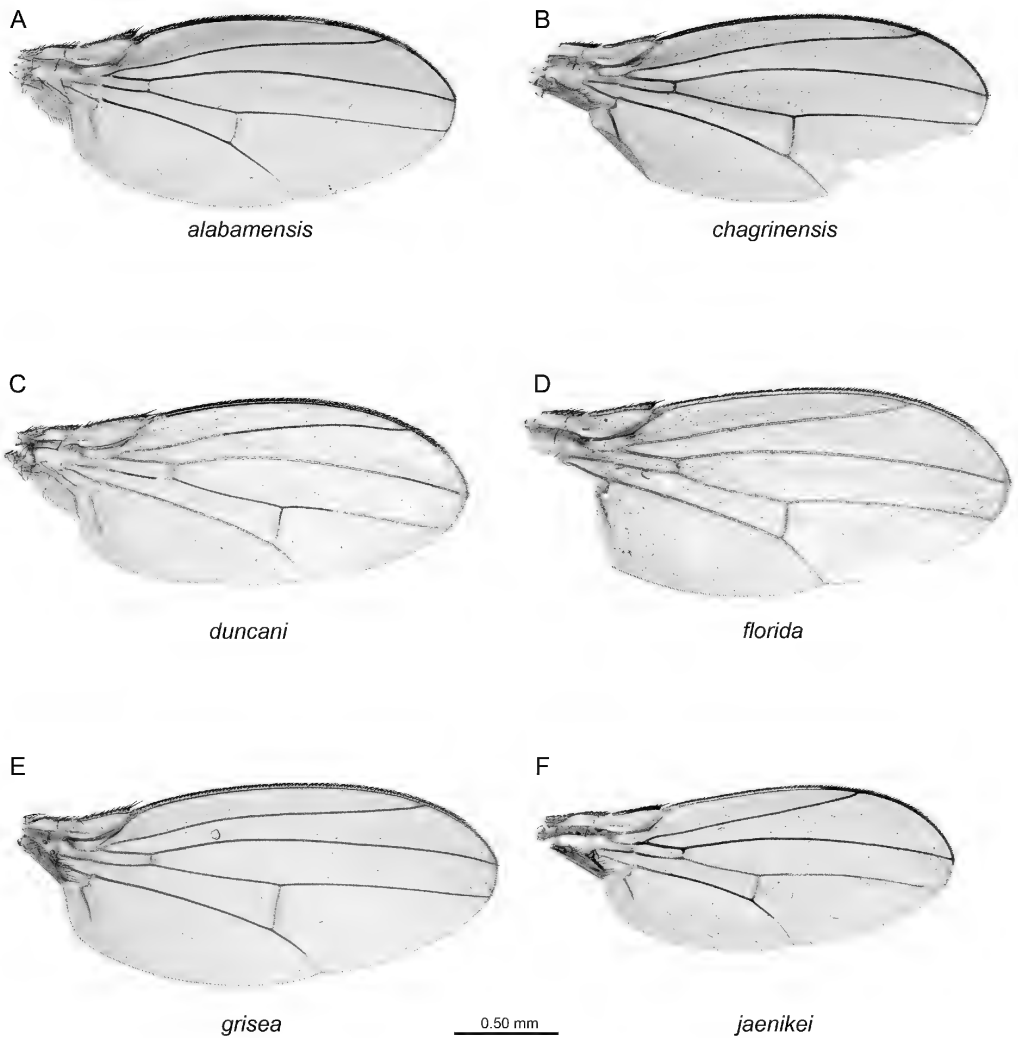 A
B
alabamensis
chagrinensis
C
D
duncani
florida
E
F
grisea
0.50 mm
jaenikei